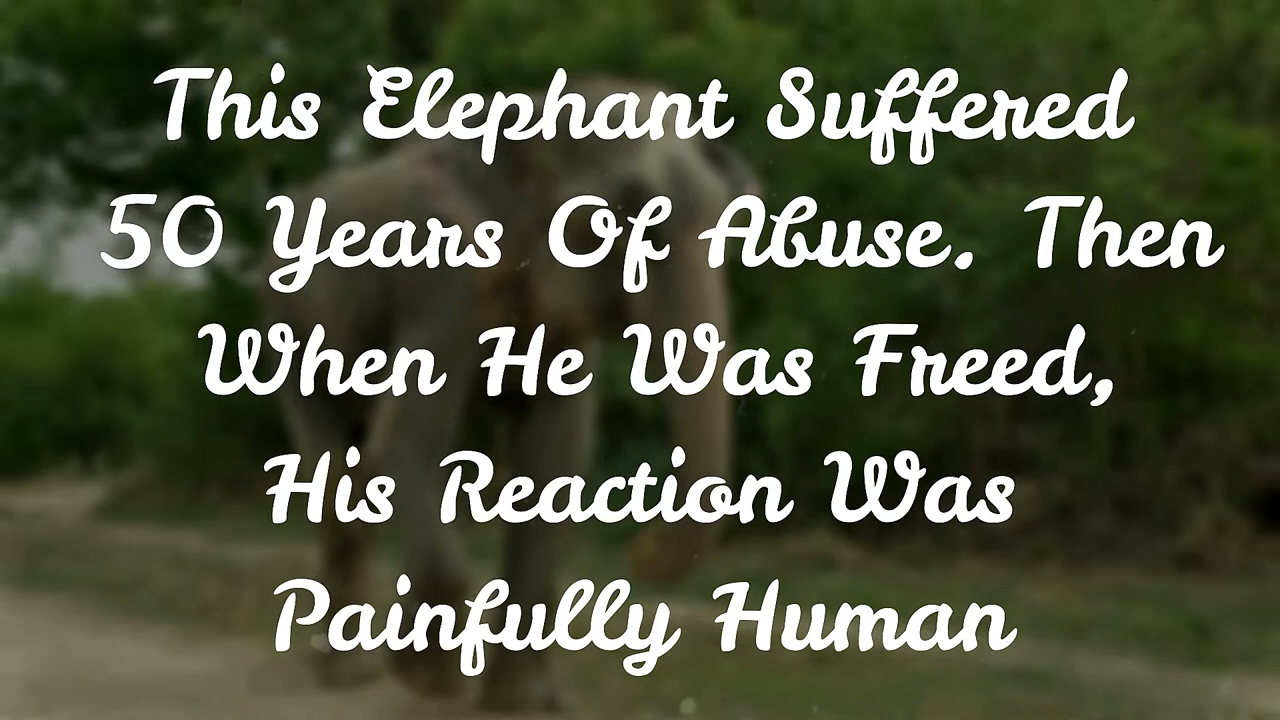 This Elephant Suffered
50 Years Of Abuse. Then
When He Was Freed,
His Reaction Was
Painfully Human